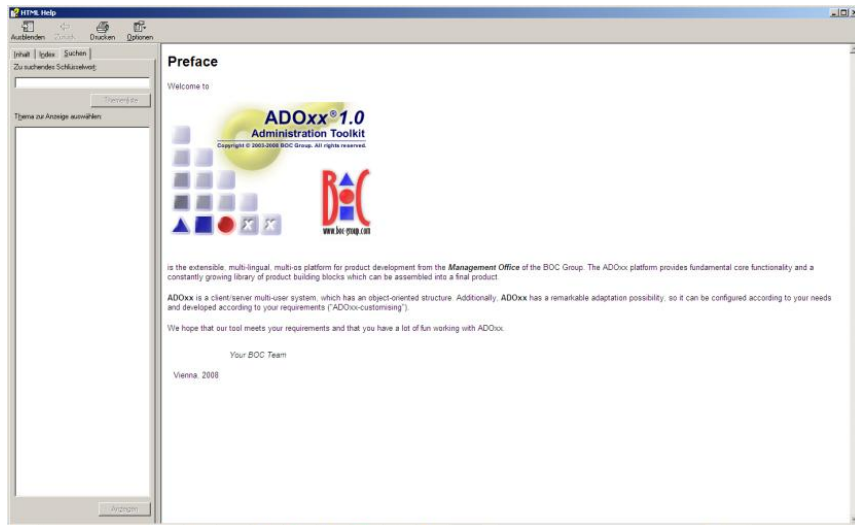 HTML Help
Ausblenden Zurück Drucken Optionen
Inhalt Index Suchen
Zu suchendes Schlüsselwort:
Themenliste
Thema zur Anzeige auswählen:
Anzeigen
Preface
Welcome to
ADOxx®1.0
Administration Toolkit
Copyright © 2003-2008 BOC Group. All rights reserved.
BOC
www.boc-group.com
is the extensible, multi-lingual, multi-os platform for product development from the Management Office of the BOC Group. The ADOxx platform provides fundamental core functionality and a
constantly growing library of product building blocks which can be assembled into a final product.
ADOxx is a client/server multi-user system, which has an object-oriented structure. Additionally, ADOxx has a remarkable adaptation possibility, so it can be configured according to your needs
and developed according to your requirements ("ADOxx-customising").
We hope that our tool meets your requirements and that you have a lot of fun working with ADOxx.
Your BOC Team
Vienna. 2008